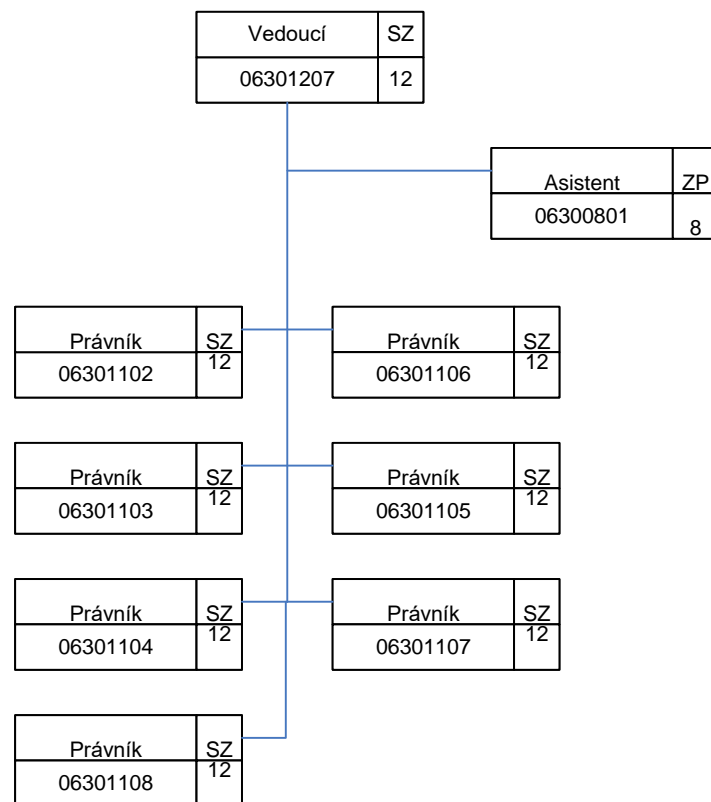 Vedoucí SZ
06301207 12
Asistent ZP
06300801 8
Právník SZ
06301102 12
Právník SZ
06301106 12
Právník SZ
06301103 12
Právník SZ
06301105 12
Právník SZ
06301104 12
Právník SZ
06301107 12
Právník SZ
06301108 12